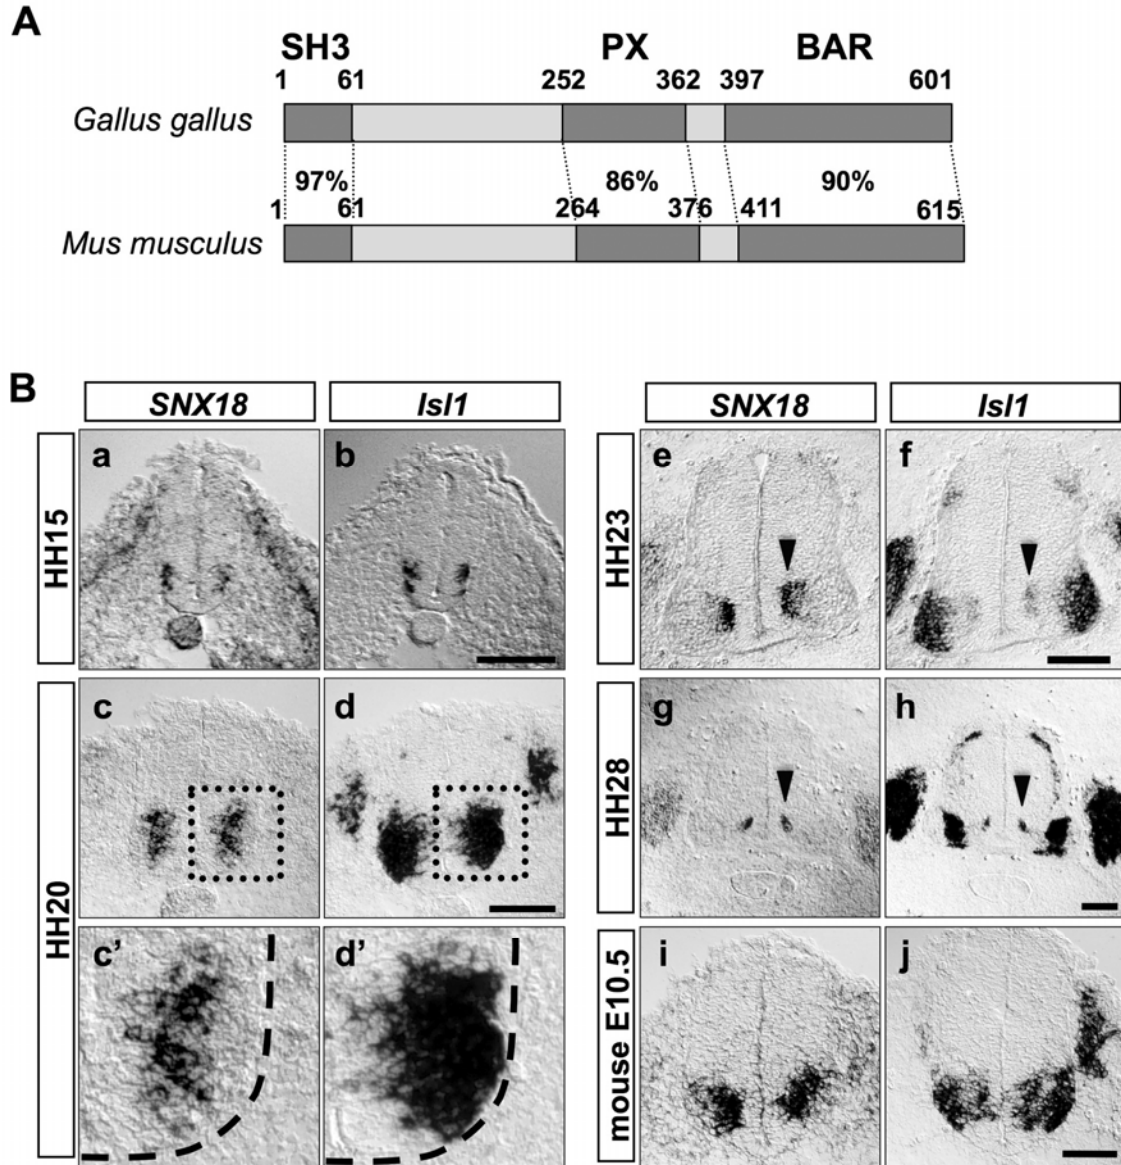 A
SH3 PX BAR
1 61 252 362 397 601
Gallus gallus
97% 86% 90%
1 61 264 376 411 615
Mus musculus
B
SNX18 Isl1 SNX18 Isl1
HH15
a b
HH23
e f
HH20
c d
HH28
g h
c’ d’
mouse E10.5
i j